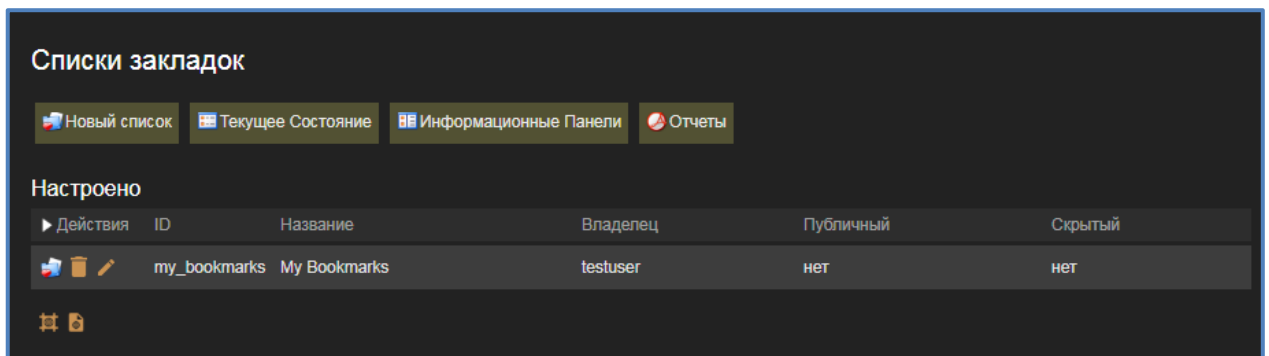 Списки закладок
Новый список Текущее Состояние Информационные Панели Отчеты
Настроено
Действия ID Название Владелец Публичный Скрытый
my_bookmarks My Bookmarks testuser нет нет